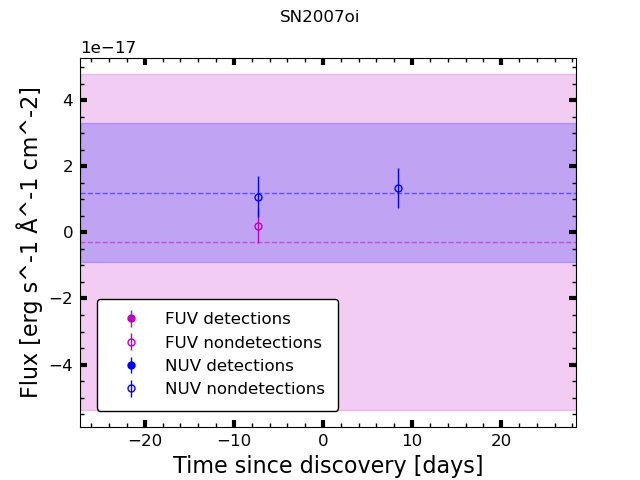 SN2007oi
1e−17
4
2
0
−2
−4
Flux [erg s^-1 Å^-1 cm^-2]
FUV detections
FUV nondetections
NUV detections
NUV nondetections
−20 −10 0 10 20
Time since discovery [days]